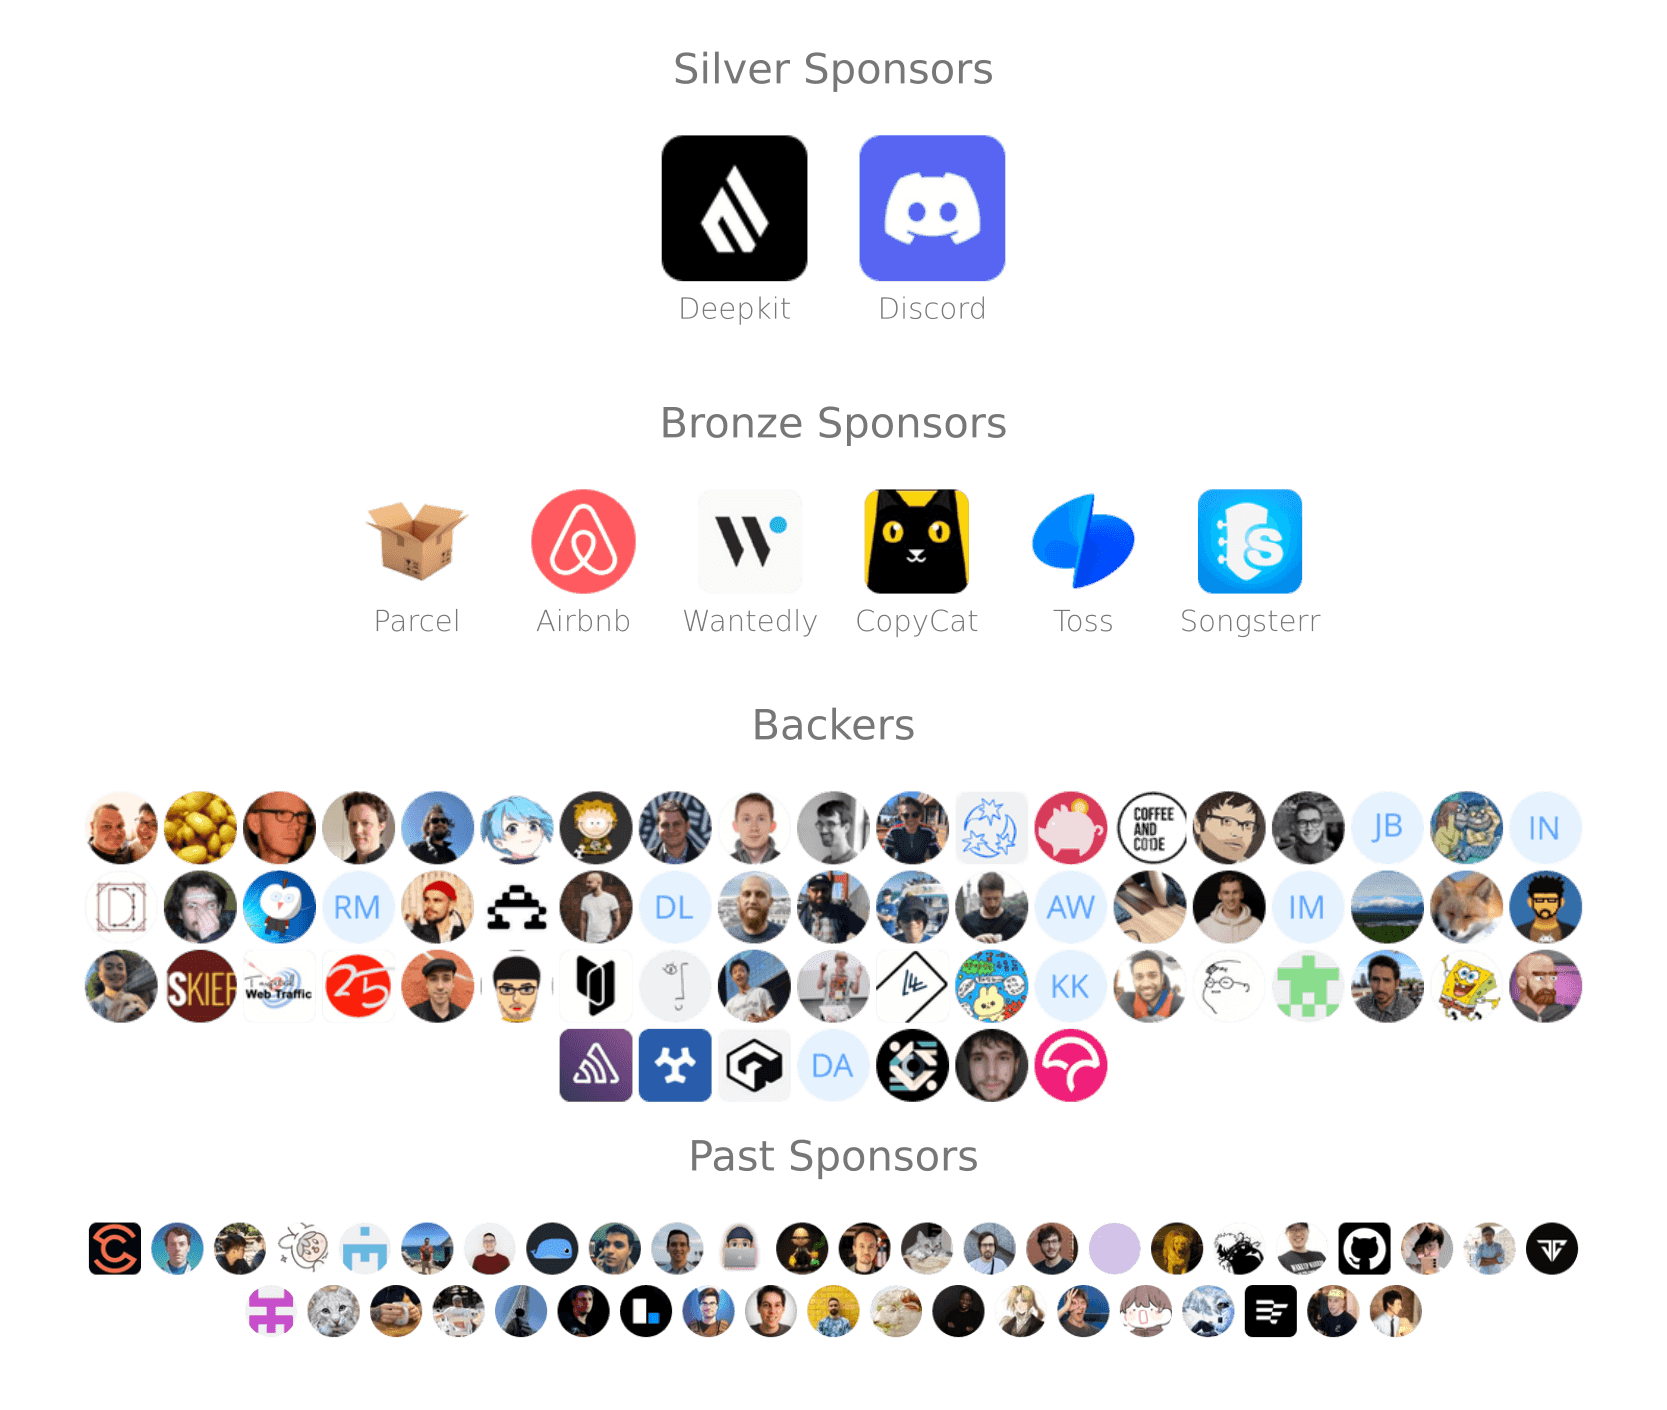 Silver Sponsors
Deepkit
Discord
Bronze Sponsors
Parcel
Airbnb
Wantedly
CopyCat
Toss
Songsterr
Backers
COFFEE
AND
CODE
JB
IN
RM
DL
AW
IM
SKIEF
Web Traffic
25
KK
DA
Past Sponsors